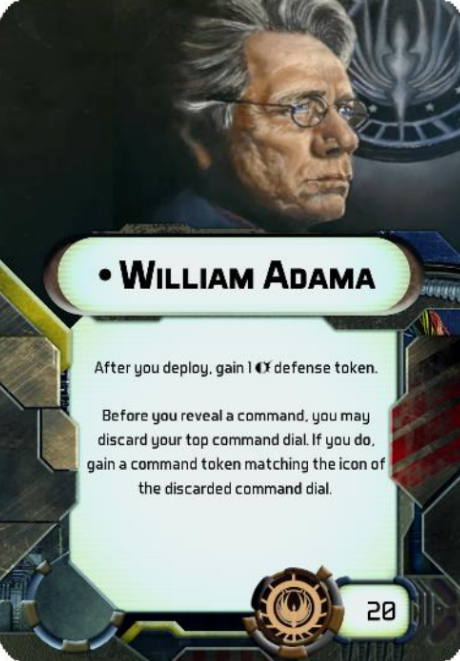 • William Adama
After you deploy, gain 1 defense token.
Before you reveal a command, you may
discard your top command dial. If you do,
gain a command token matching the icon of
the discarded command dial.
20